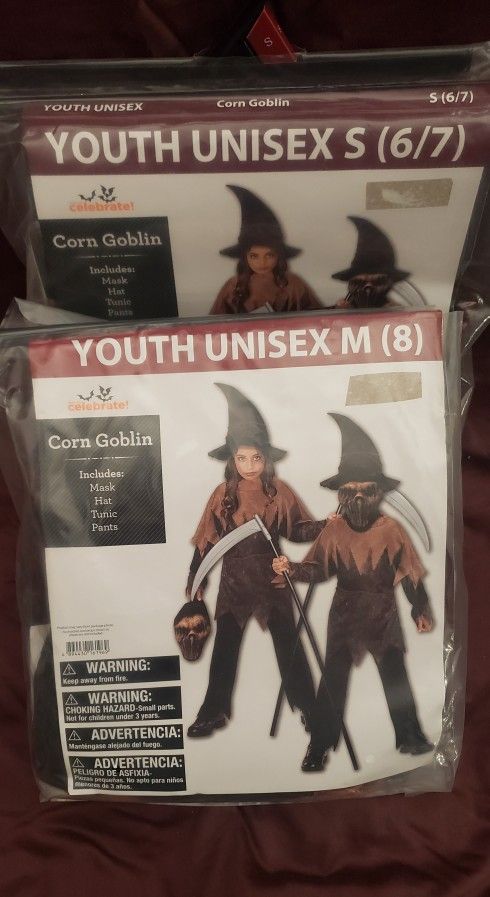 S
YOUTH UNISEX Corn Goblin S (6/7)
YOUTH UNISEX S (6/7)
celebrate!
Corn Goblin
Includes:
Mask
Hat
Tunic
Pants
YOUTH UNISEX M (8)
celebrate!
Corn Goblin
Includes:
Mask
Hat
Tunic
Pants
WARNING:
Keep away from fire.
WARNING:
CHOKING HAZARD-Small parts.
Not for children under 3 years.
ADVERTENCIA:
Manténgase alejado del fuego.
ADVERTENCIA:
PELIGRO DE ASFIXIA-
Piezas pequeñas. No apto para niños
menores de 3 años.